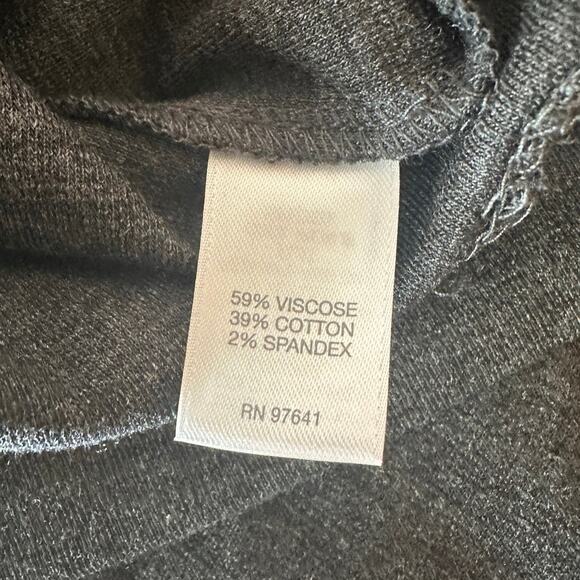 59% VISCOSE
39% COTTON
2% SPANDEX
RN 97641